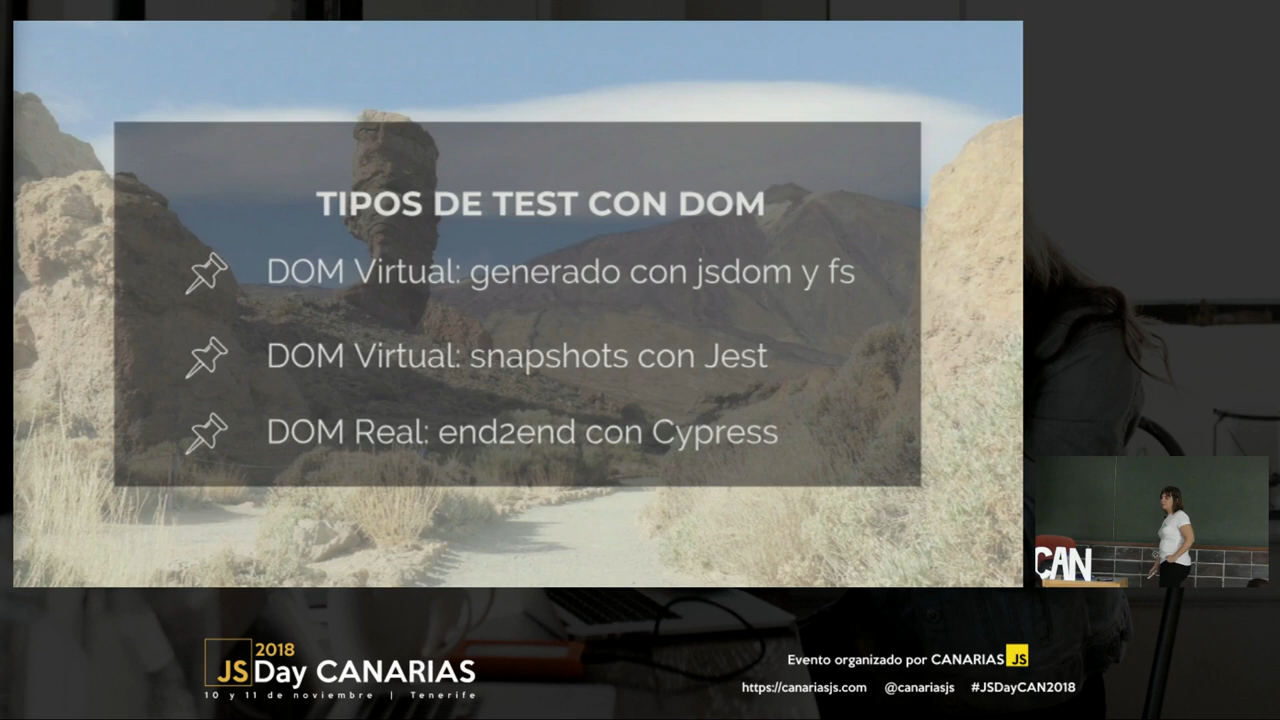 TIPOS DE TEST CON DOM
DOM Virtual: generado con jsdom y fs
DOM Virtual: snapshots con Jest
DOM Real: end2end con Cypress
CAN
2018
JSDay CANARIAS
10 y 11 de noviembre | Tenerife
Evento organizado por CANARIAS JS
https://canariasjs.com @canariasjs #JSDayCAN2018